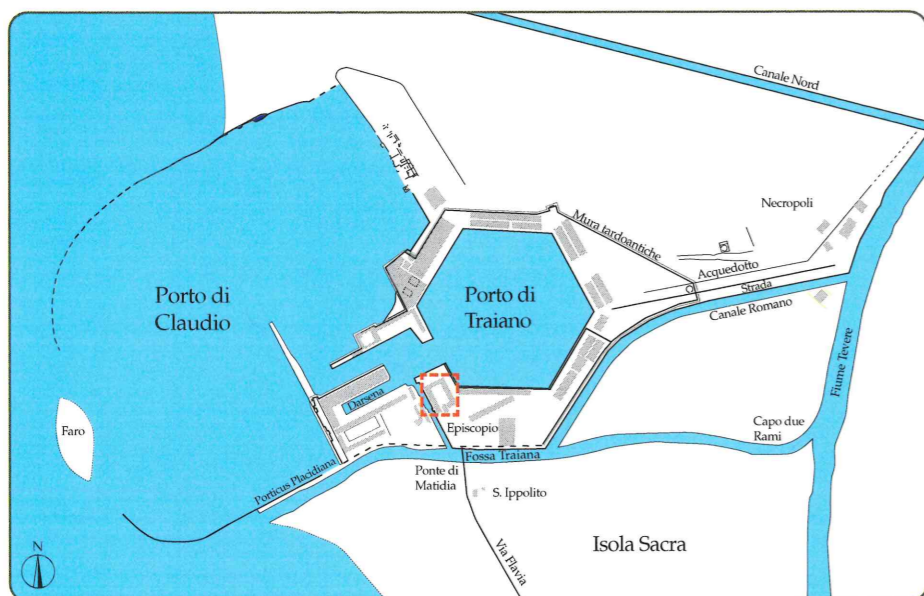 Canale Nord
Necropoli
Mura tardoantiche
Acquedotto
Strada
Canale Romano
Porto di
Claudio
Porto di
Traiano
Fiume Tevere
Darsena
Faro
Episcopio
Capo due
Rami
Fossa Traiana
Porticus Placidiana
Ponte di
Matidia
S. Ippolito
Via Flavia
Isola Sacra
N